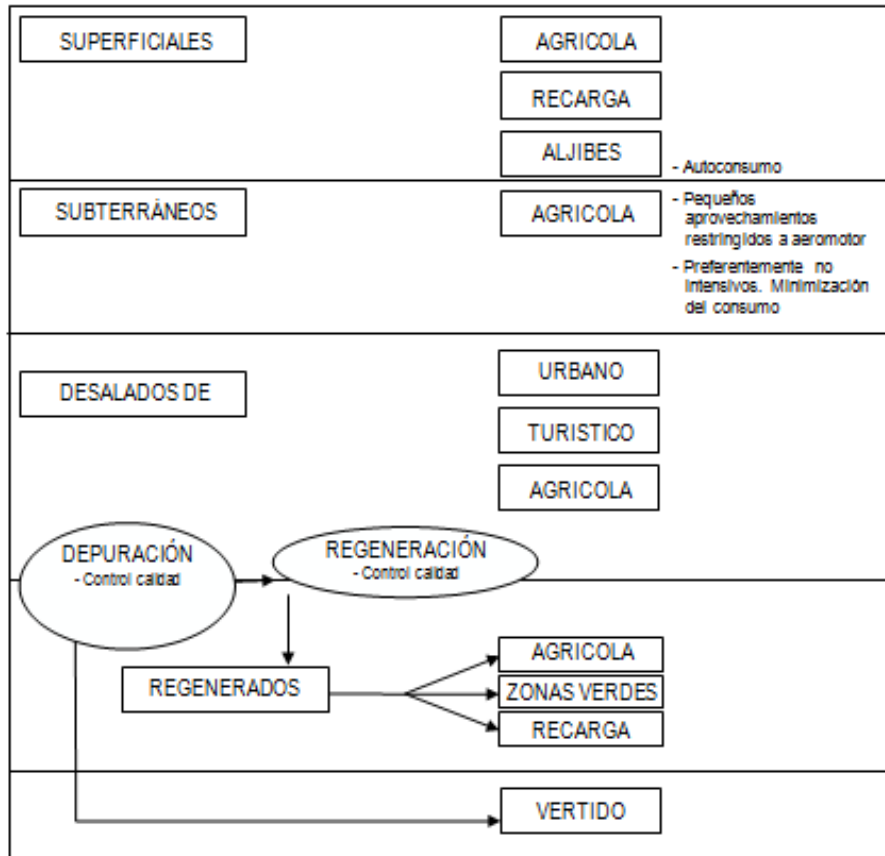 SUPERFICIALES
AGRICOLA
RECARGA
ALJIBES
- Autoconsumo
SUBTERRÁNEOS
AGRICOLA
- Pequeños
aprovechamientos
restringidos a aeromotor
- Preferentemente no
intensivos. Minimización
del consumo
DESALADOS DE
URBANO
TURISTICO
AGRICOLA
DEPURACIÓN
- Control calidad
REGENERACIÓN
- Control calidad
REGENERADOS
AGRICOLA
ZONAS VERDES
RECARGA
VERTIDO